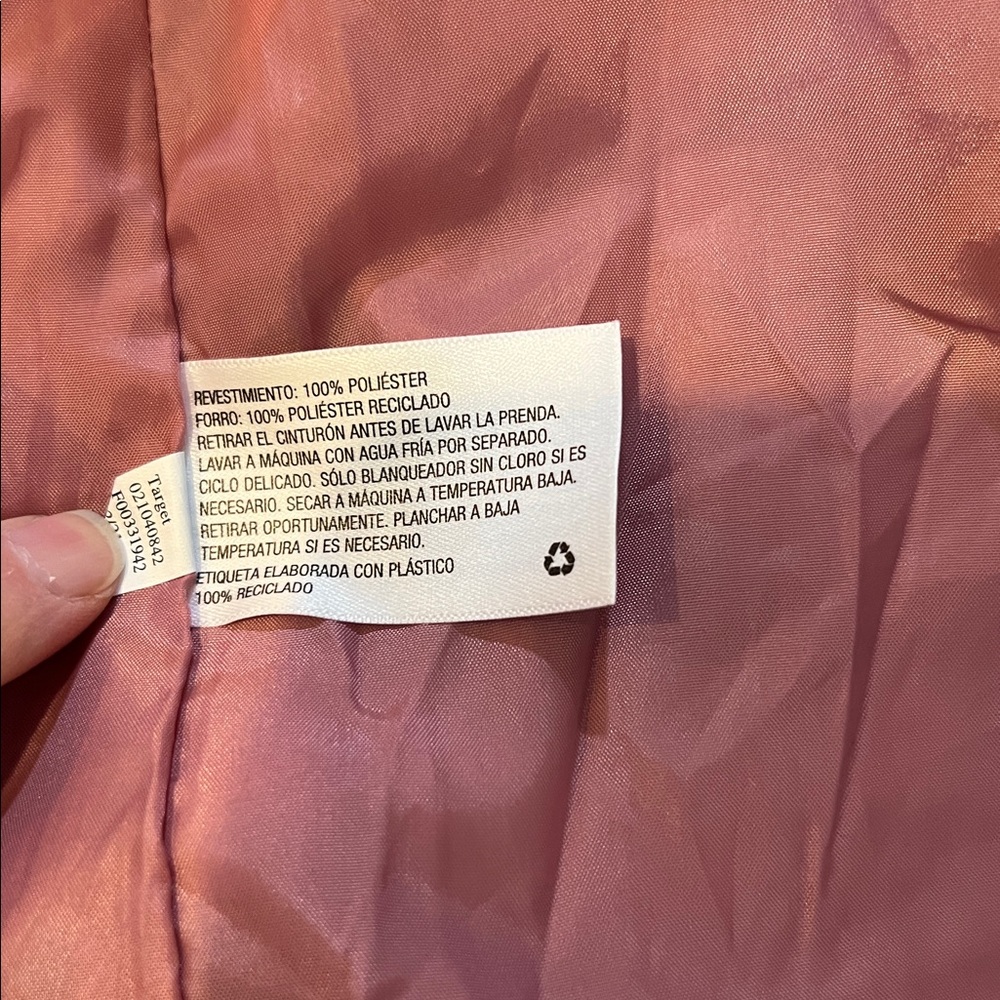 REVESTIMIENTO: 100% POLIÉSTER
FORRO: 100% POLIÉSTER RECICLADO
RETIRAR EL CINTURÓN ANTES DE LAVAR LA PRENDA.
LAVAR A MÁQUINA CON AGUA FRÍA POR SEPARADO.
CICLO DELICADO. SÓLO BLANQUEADOR SIN CLORO SI ES
NECESARIO. SECAR A MÁQUINA A TEMPERATURA BAJA.
RETIRAR OPORTUNAMENTE. PLANCHAR A BAJA
TEMPERATURA SI ES NECESARIO.
ETIQUETA ELABORADA CON PLÁSTICO
100% RECICLADO
Target
021040842
F00331942